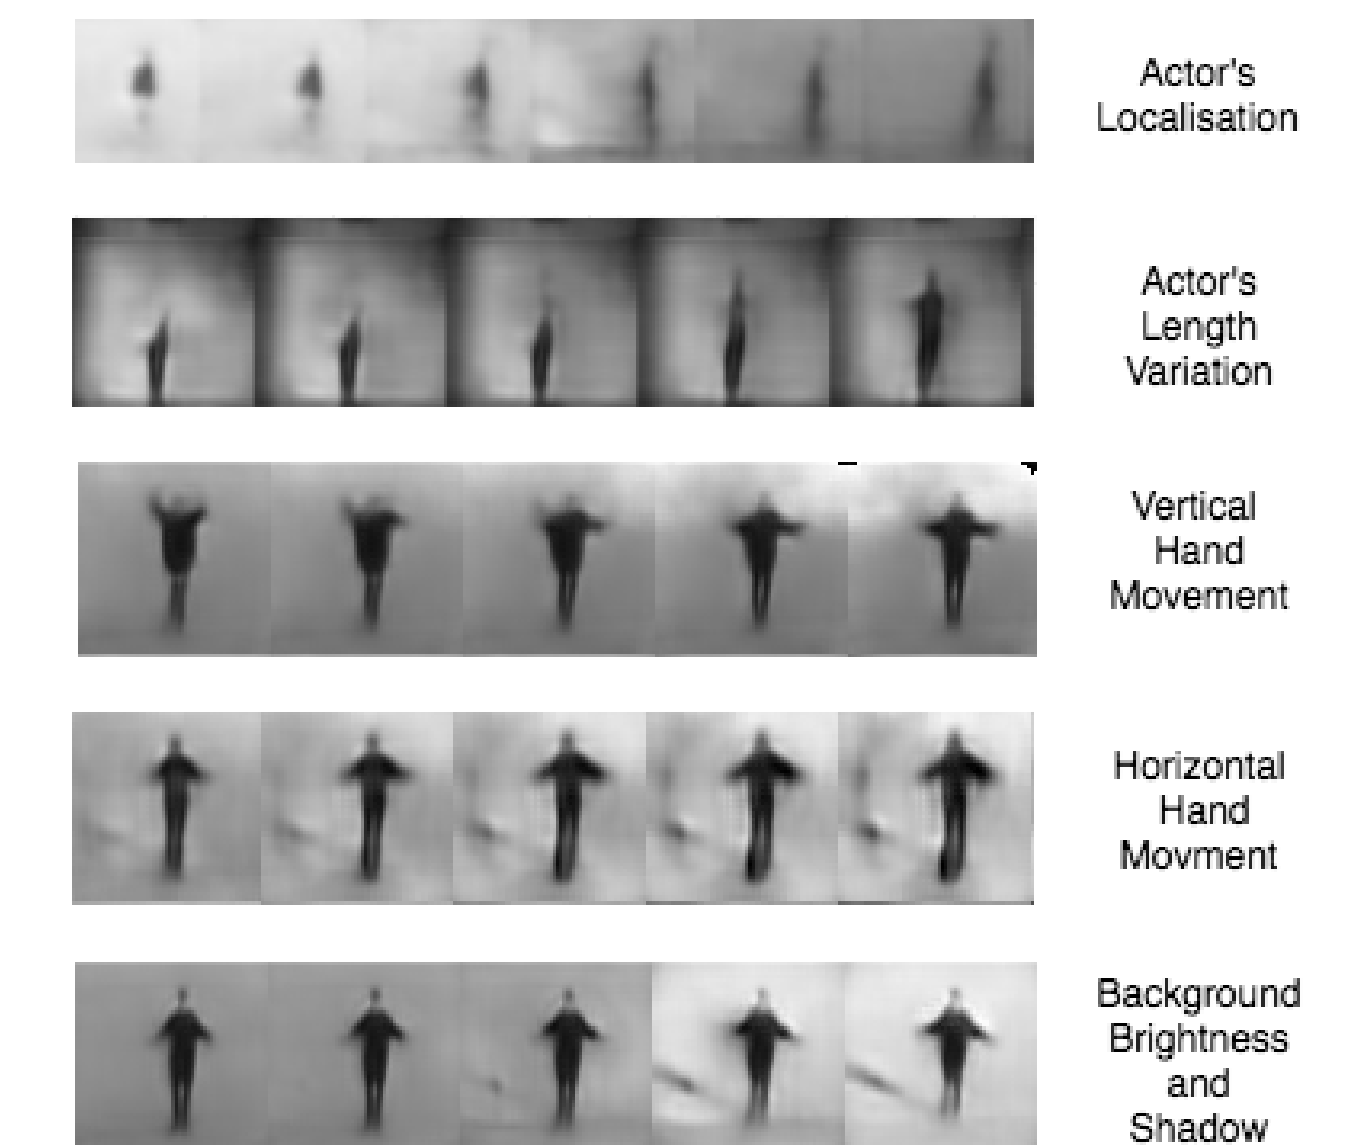 Actor's
Localisation
Actor's
Length
Variation
Vertical
Hand
Movement
Horizontal
Hand
Movment
Background
Brightness
and
Shadow